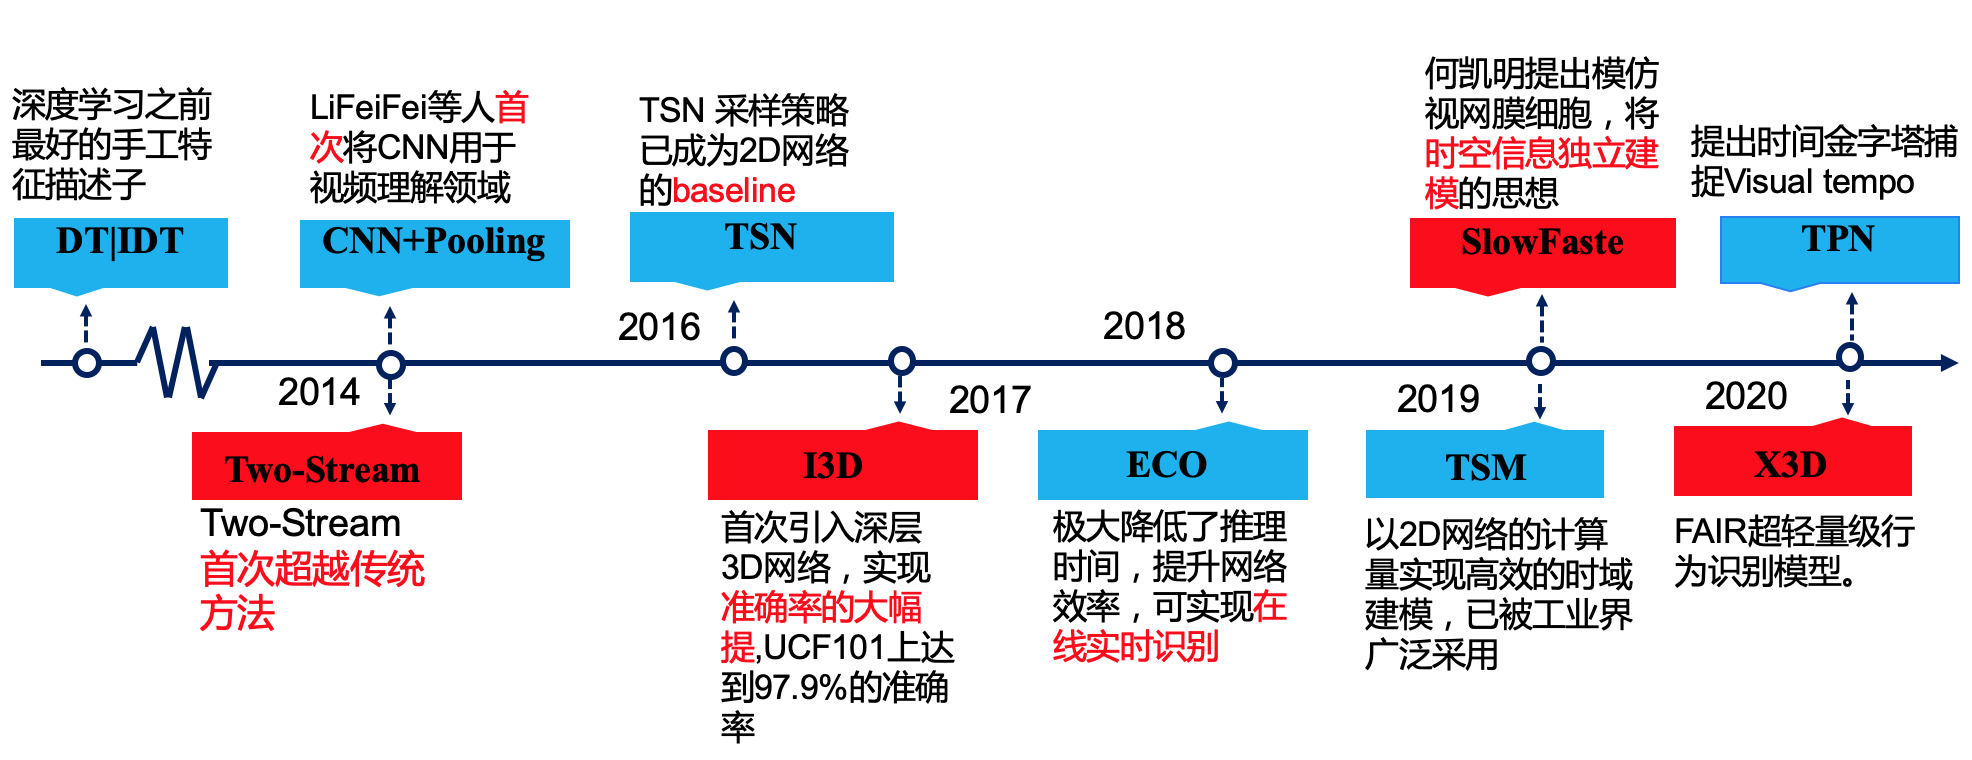 深度学习之前
最好的手工特
征描述子
DT|IDT
LiFeiFei等人首
次将CNN用于
视频理解领域
CNN+Pooling
TSN 采样策略
已成为2D网络
的baseline
TSN
何凯明提出模仿
视网膜细胞，将
时空信息独立建
模的思想
SlowFaste
提出时间金字塔捕
捉Visual tempo
TPN
2014
2016
2017
2018
2019
2020
Two-Stream
Two-Stream
首次超越传统
方法
I3D
首次引入深层
3D网络，实现
准确率的大幅
提,UCF101上达
到97.9%的准确
率
ECO
极大降低了推理
时间，提升网络
效率，可实现在
线实时识别
TSM
以2D网络的计算
量实现高效的时域
建模，已被工业界
广泛采用
X3D
FAIR超轻量级行
为识别模型。